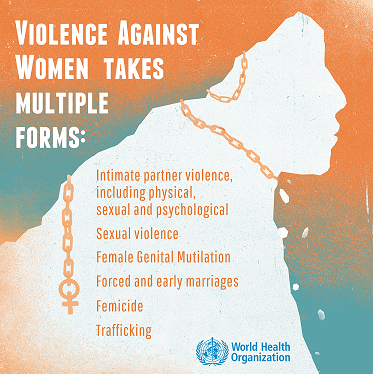 VIOLENCE AGAINST
WOMEN TAKES
MULTIPLE
FORMS:
Intimate partner violence,
including physical,
sexual and psychological
Sexual violence
Female Genital Mutilation
Forced and early marriages
Femicide
Trafficking
World Health
Organization